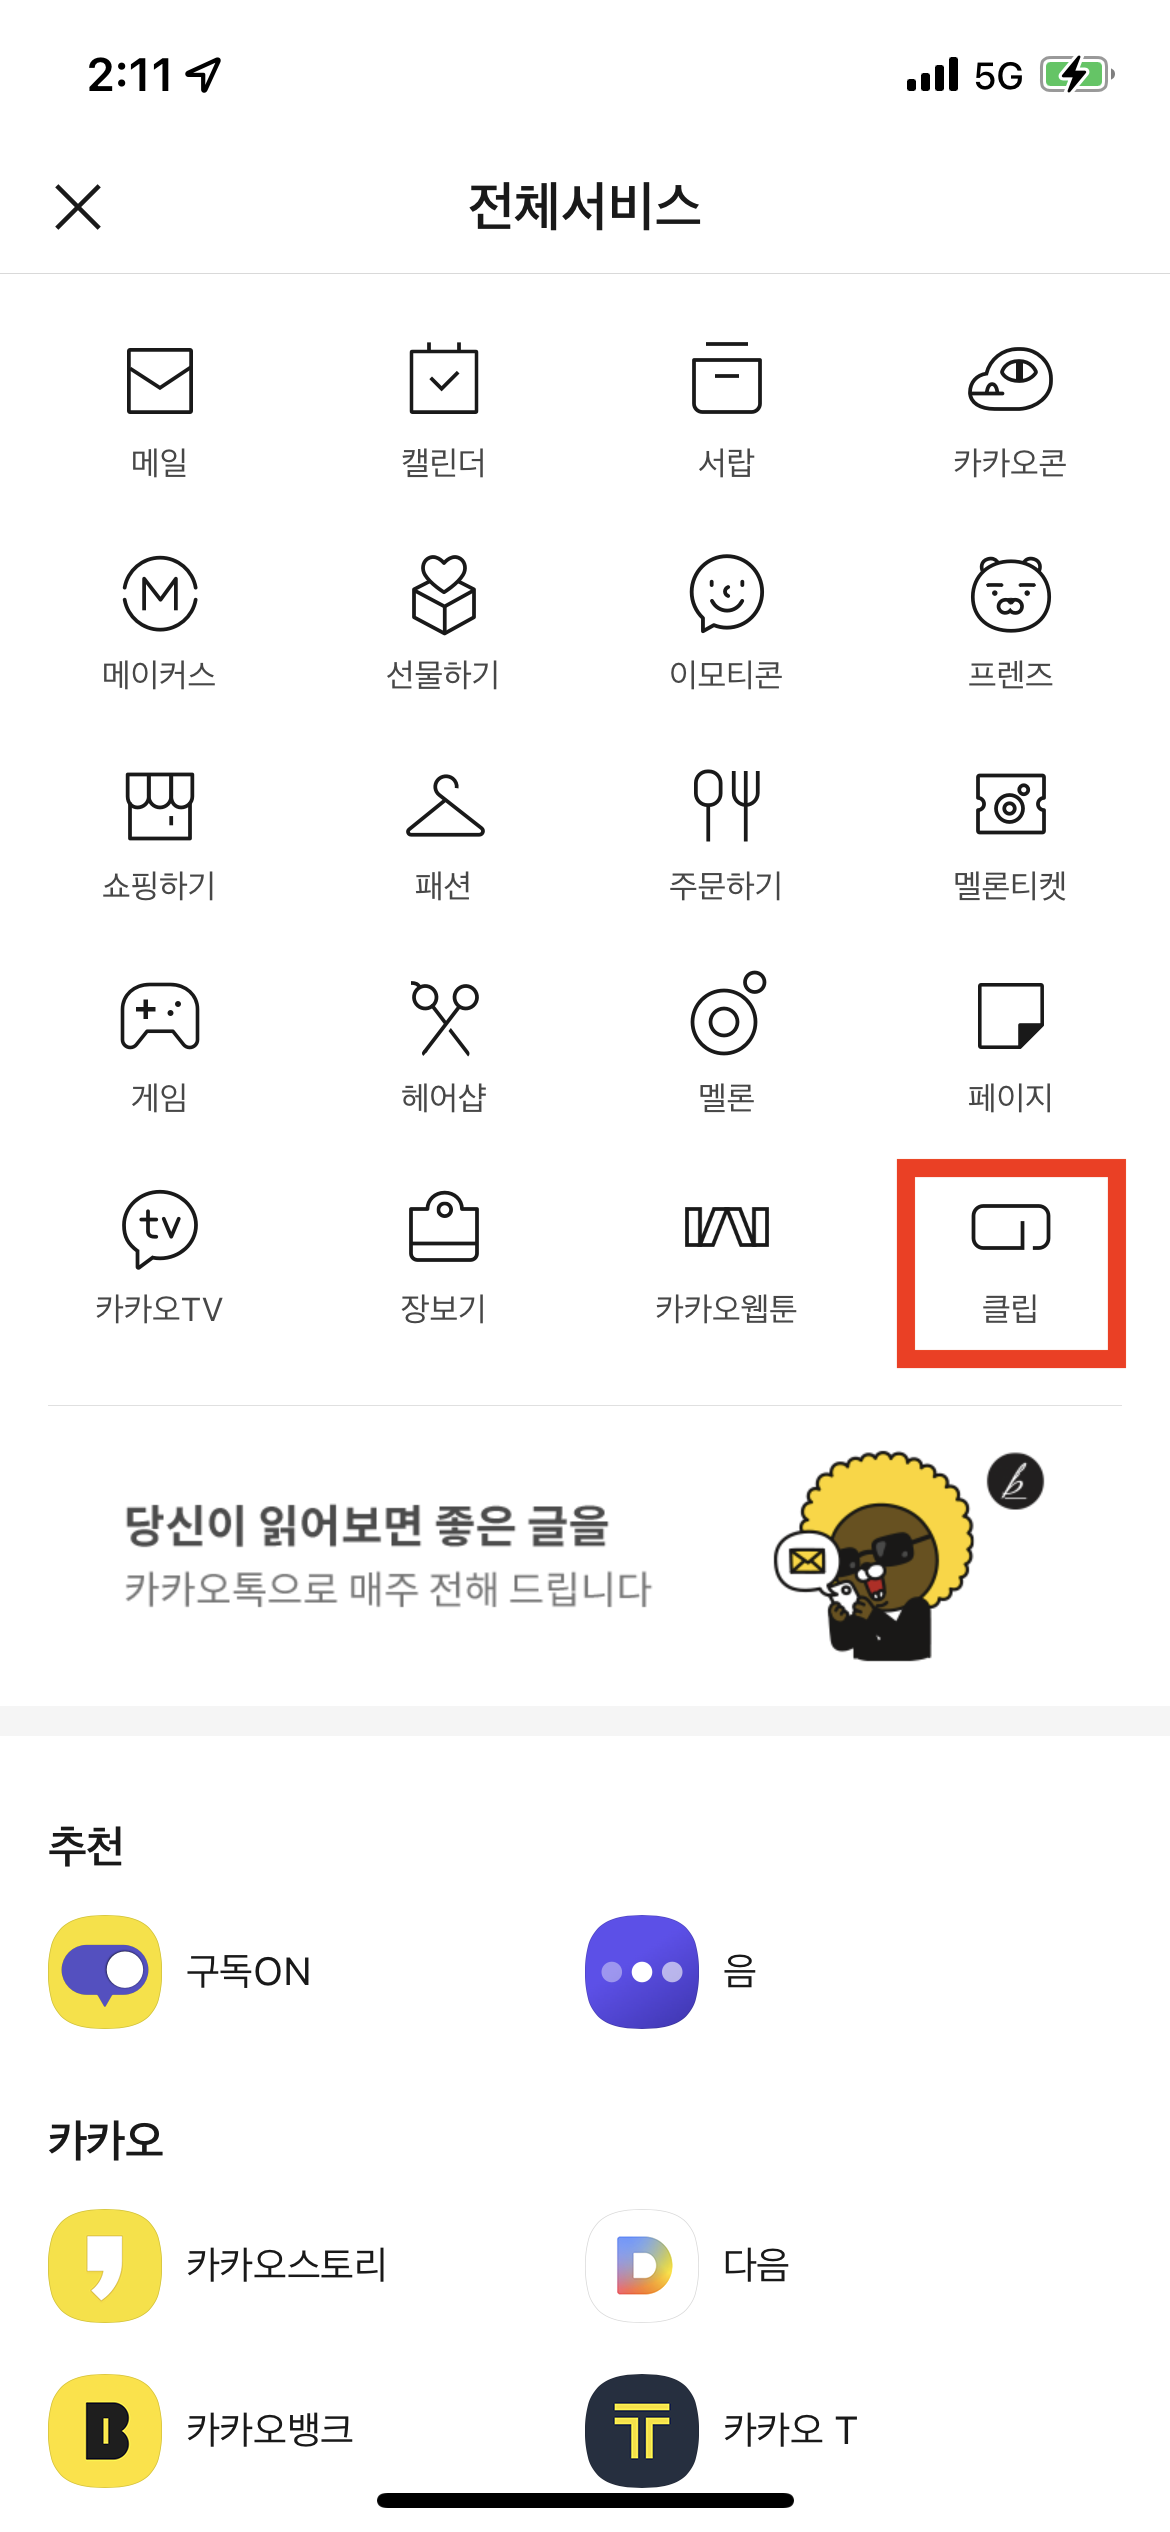 2:11 5G
전체서비스
메일 캘린더 서랍 카카오콘
메이커스 선물하기 이모티콘 프렌즈
쇼핑하기 패션 주문하기 멜론티켓
게임 헤어샵 멜론 페이지
tv
카카오TV 장보기 카카오웹툰 클립
당신이 읽어보면 좋은 글을
카카오톡으로 매주 전해 드립니다
추천
구독ON 음
카카오
카카오스토리 다음
카카오뱅크 카카오 T